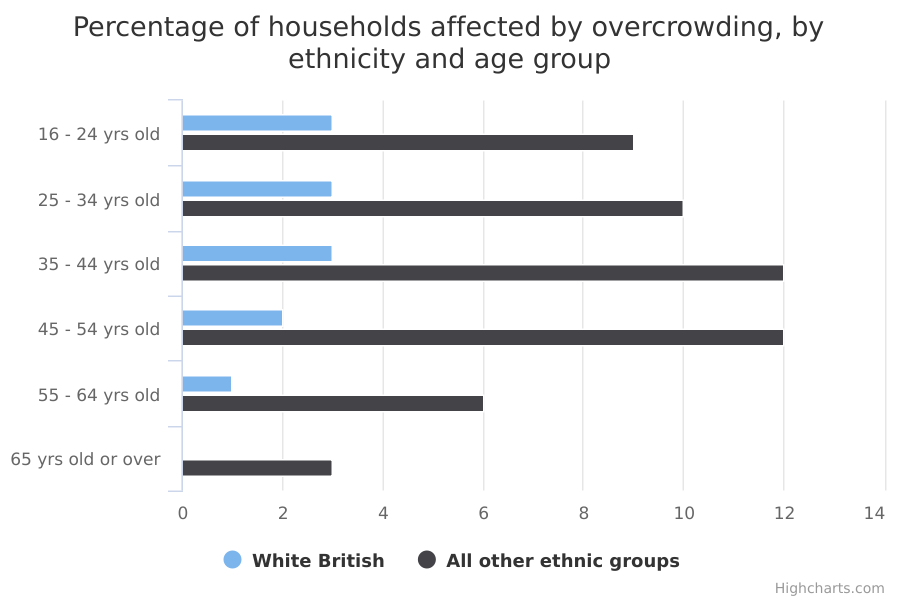 Percentage of households affected by overcrowding, by
ethnicity and age group
16 - 24 yrs old
25 - 34 yrs old
35 - 44 yrs old
45 - 54 yrs old
55 - 64 yrs old
65 yrs old or over
0 2 4 6 8 10 12 14
White British All other ethnic groups
Highcharts.com